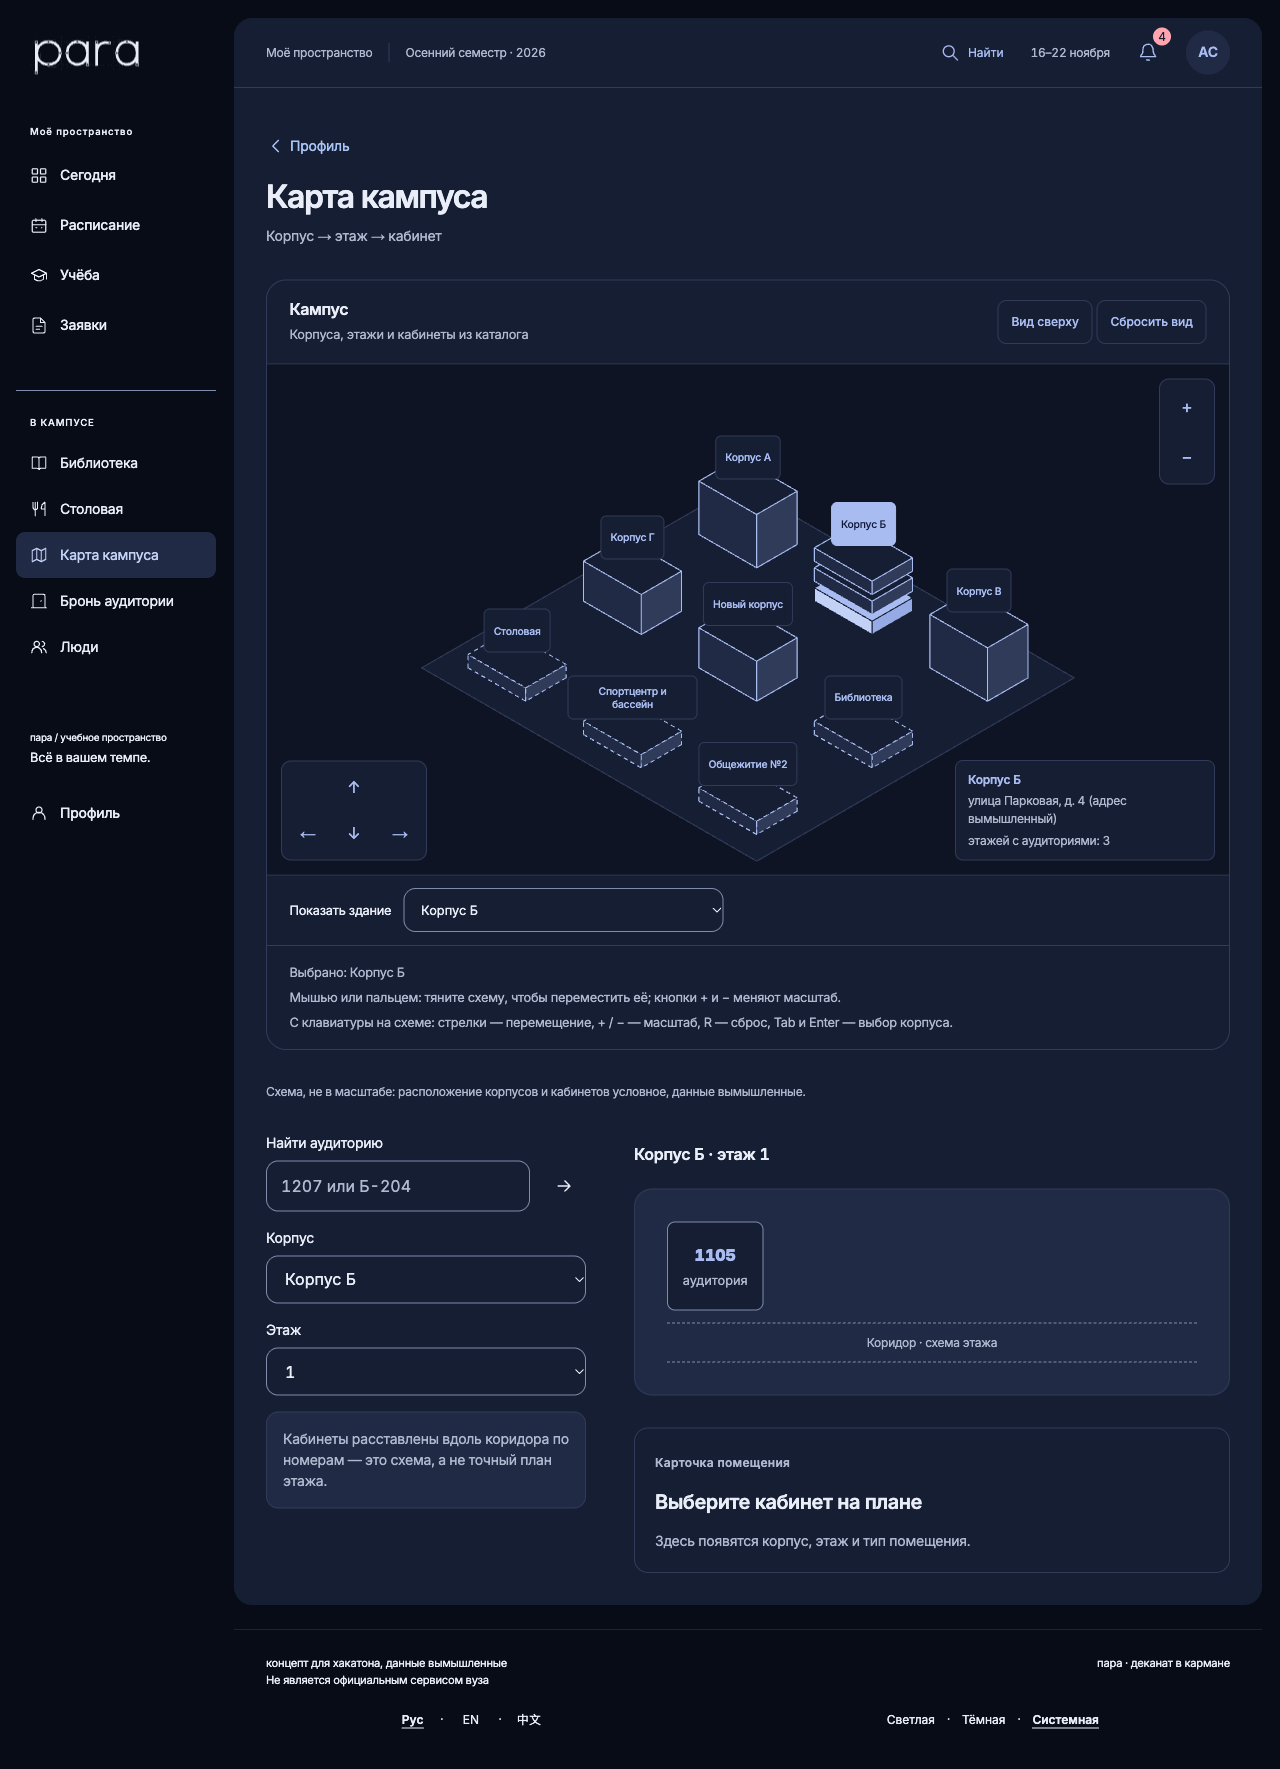 para
Моё пространство
Сегодня
Расписание
Учёба
Заявки
В КАМПУСЕ
Библиотека
Столовая
Карта кампуса
Бронь аудитории
Люди
пара / учебное пространство
Всё в вашем темпе.
Профиль
Моё пространство
Осенний семестр · 2026
Найти
16–22 ноября
4
АС
Профиль
Карта кампуса
Корпус → этаж → кабинет
Кампус
Корпуса, этажи и кабинеты из каталога
Вид сверху
Сбросить вид
+
−
Корпус А
Корпус Б
Корпус Г
Корпус В
Новый корпус
Столовая
Спортцентр и
бассейн
Библиотека
Общежитие №2
↑
← ↓ →
Корпус Б
улица Парковая, д. 4 (адрес
вымышленный)
этажей с аудиториями: 3
Показать здание
Корпус Б
Выбрано: Корпус Б
Мышью или пальцем: тяните схему, чтобы переместить её; кнопки + и − меняют масштаб.
С клавиатуры на схеме: стрелки — перемещение, + / − — масштаб, R — сброс, Tab и Enter — выбор корпуса.
Схема, не в масштабе: расположение корпусов и кабинетов условное, данные вымышленные.
Найти аудиторию
1207 или Б-204
→
Корпус
Корпус Б
Этаж
1
Кабинеты расставлены вдоль коридора по
номерам — это схема, а не точный план
этажа.
Корпус Б · этаж 1
1105
аудитория
Коридор · схема этажа
Карточка помещения
Выберите кабинет на плане
Здесь появятся корпус, этаж и тип помещения.
концепт для хакатона, данные вымышленные
Не является официальным сервисом вуза
пара · деканат в кармане
Рус · EN · 中文
Светлая · Тёмная · Системная